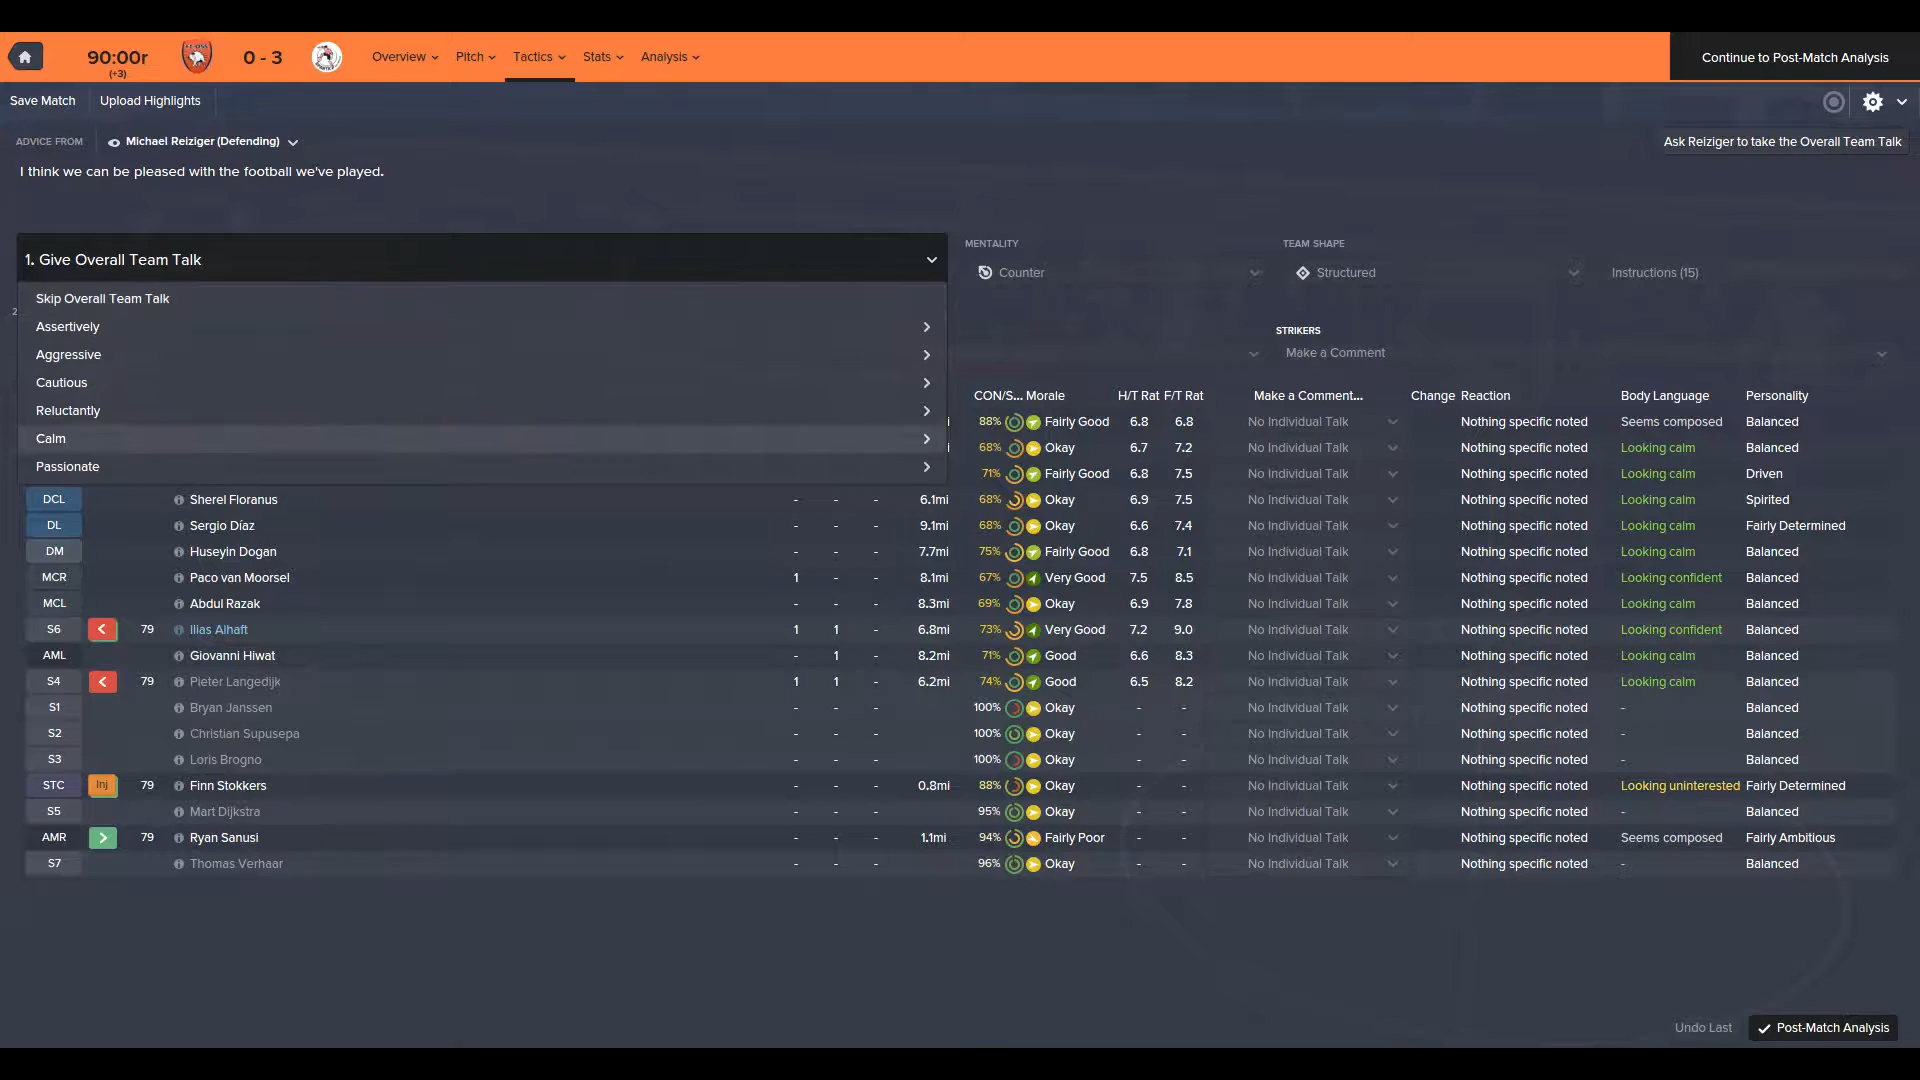 90:00r
(+3)
0 - 3
Overview
Pitch
Tactics
Stats
Analysis
Continue to Post-Match Analysis
Save Match
Upload Highlights
ADVICE FROM
Michael Reiziger (Defending)
Ask Reiziger to take the Overall Team Talk
I think we can be pleased with the football we've played.
1. Give Overall Team Talk
MENTALITY
TEAM SHAPE
Counter
Structured
Instructions (15)
Skip Overall Team Talk
2
Assertively
Aggressive
Cautious
Reluctantly
Calm
Passionate
STRIKERS
Make a Comment
CON/S... Morale H/T Rat F/T Rat Make a Comment... Change Reaction Body Language Personality
88% Fairly Good 6.8 6.8 No Individual Talk Nothing specific noted Seems composed Balanced
68% Okay 6.7 7.2 No Individual Talk Nothing specific noted Looking calm Balanced
71% Fairly Good 6.8 7.5 No Individual Talk Nothing specific noted Looking calm Driven
DCL Sherel Floranus - - - 6.1mi 68% Okay 6.9 7.5 No Individual Talk Nothing specific noted Looking calm Spirited
DL Sergio Díaz - - - 9.1mi 68% Okay 6.6 7.4 No Individual Talk Nothing specific noted Looking calm Fairly Determined
DM Huseyin Dogan - - - 7.7mi 75% Fairly Good 6.8 7.1 No Individual Talk Nothing specific noted Looking calm Balanced
MCR Paco van Moorsel 1 - - 8.1mi 67% Very Good 7.5 8.5 No Individual Talk Nothing specific noted Looking confident Balanced
MCL Abdul Razak - - - 8.3mi 69% Okay 6.9 7.8 No Individual Talk Nothing specific noted Looking calm Balanced
S6 79 Ilias Alhaft 1 1 - 6.8mi 73% Very Good 7.2 9.0 No Individual Talk Nothing specific noted Looking confident Balanced
AML Giovanni Hiwat - 1 - 8.2mi 71% Good 6.6 8.3 No Individual Talk Nothing specific noted Looking calm Balanced
S4 79 Pieter Langedijk 1 1 - 6.2mi 74% Good 6.5 8.2 No Individual Talk Nothing specific noted Looking calm Balanced
S1 Bryan Janssen - - - 100% Okay - - No Individual Talk Nothing specific noted - Balanced
S2 Christian Supusepa - - - 100% Okay - - No Individual Talk Nothing specific noted - Balanced
S3 Loris Brogno - - - 100% Okay - - No Individual Talk Nothing specific noted - Balanced
STC Inj 79 Finn Stokkers - - - 0.8mi 88% Okay - - No Individual Talk Nothing specific noted Looking uninterested Fairly Determined
S5 Mart Dijkstra - - - 95% Okay - - No Individual Talk Nothing specific noted - Balanced
AMR 79 Ryan Sanusi - - - 1.1mi 94% Fairly Poor - - No Individual Talk Nothing specific noted Seems composed Fairly Ambitious
S7 Thomas Verhaar - - - 96% Okay - - No Individual Talk Nothing specific noted - Balanced
Undo Last
Post-Match Analysis